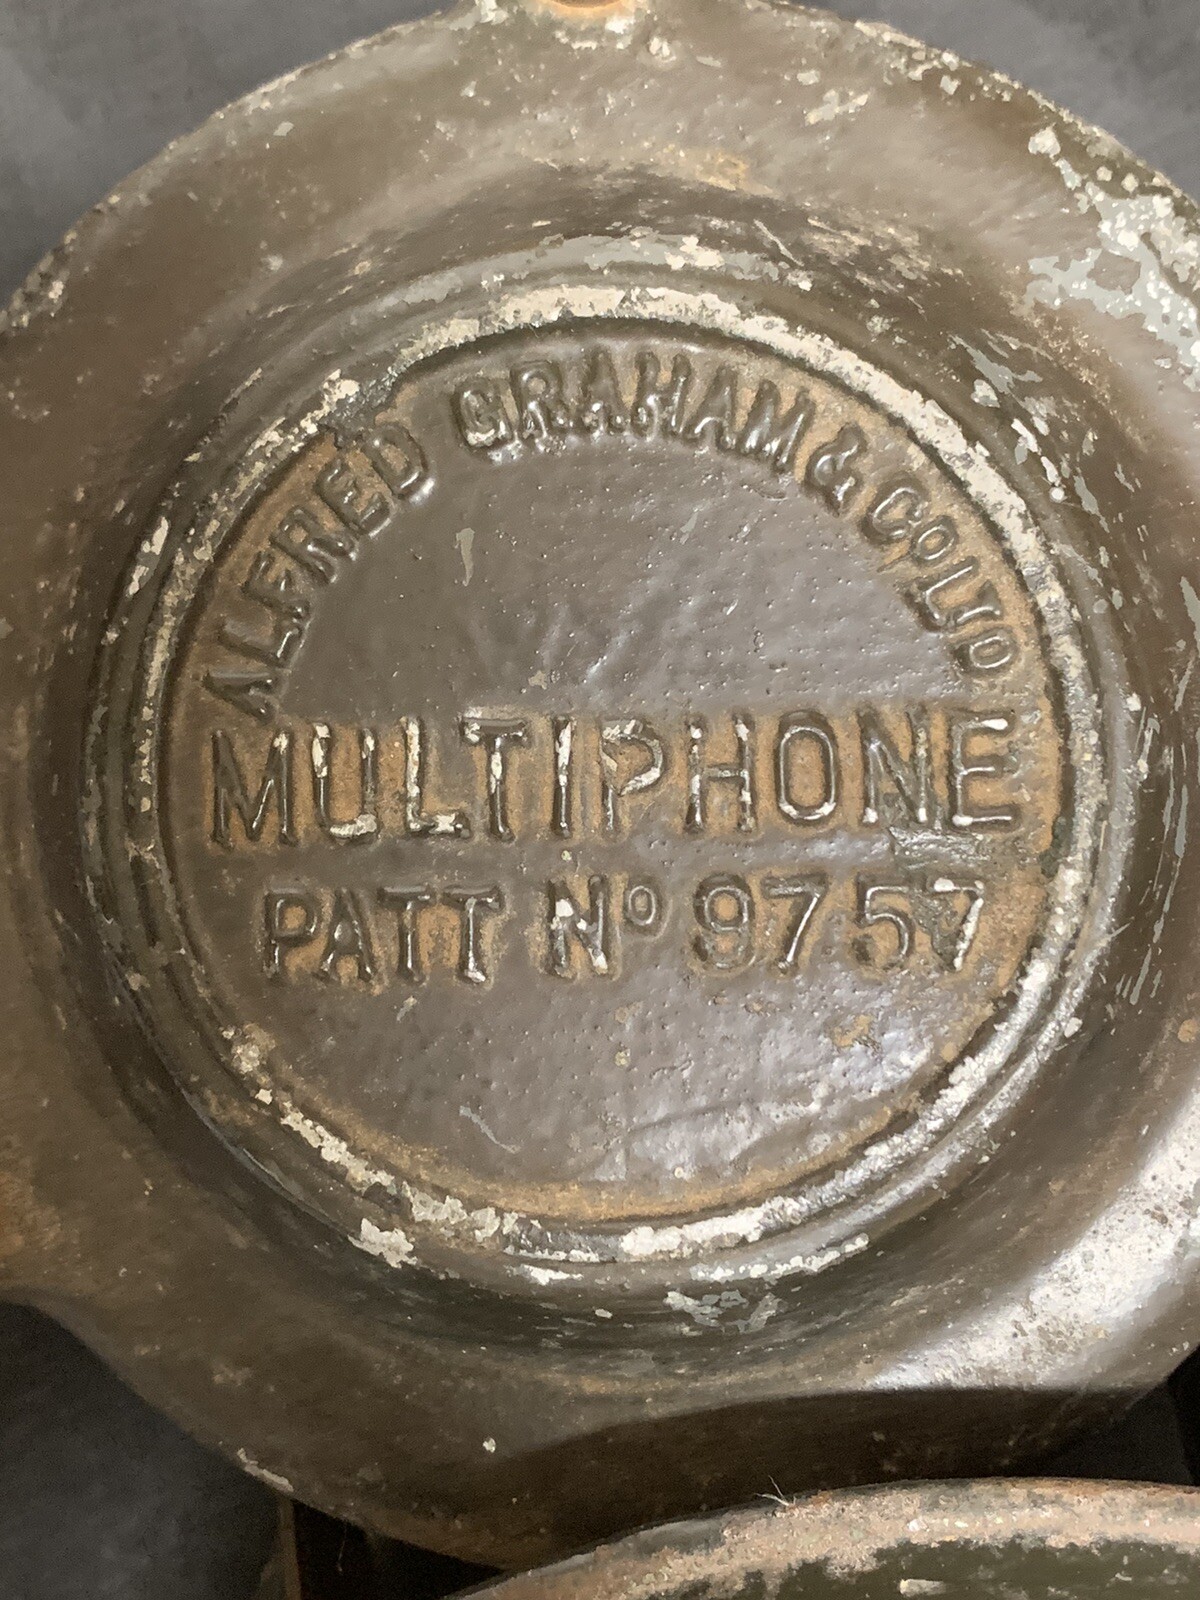 ALFRED GRAHAM & Co LTD
MULTIPHONE
PATT No 9757